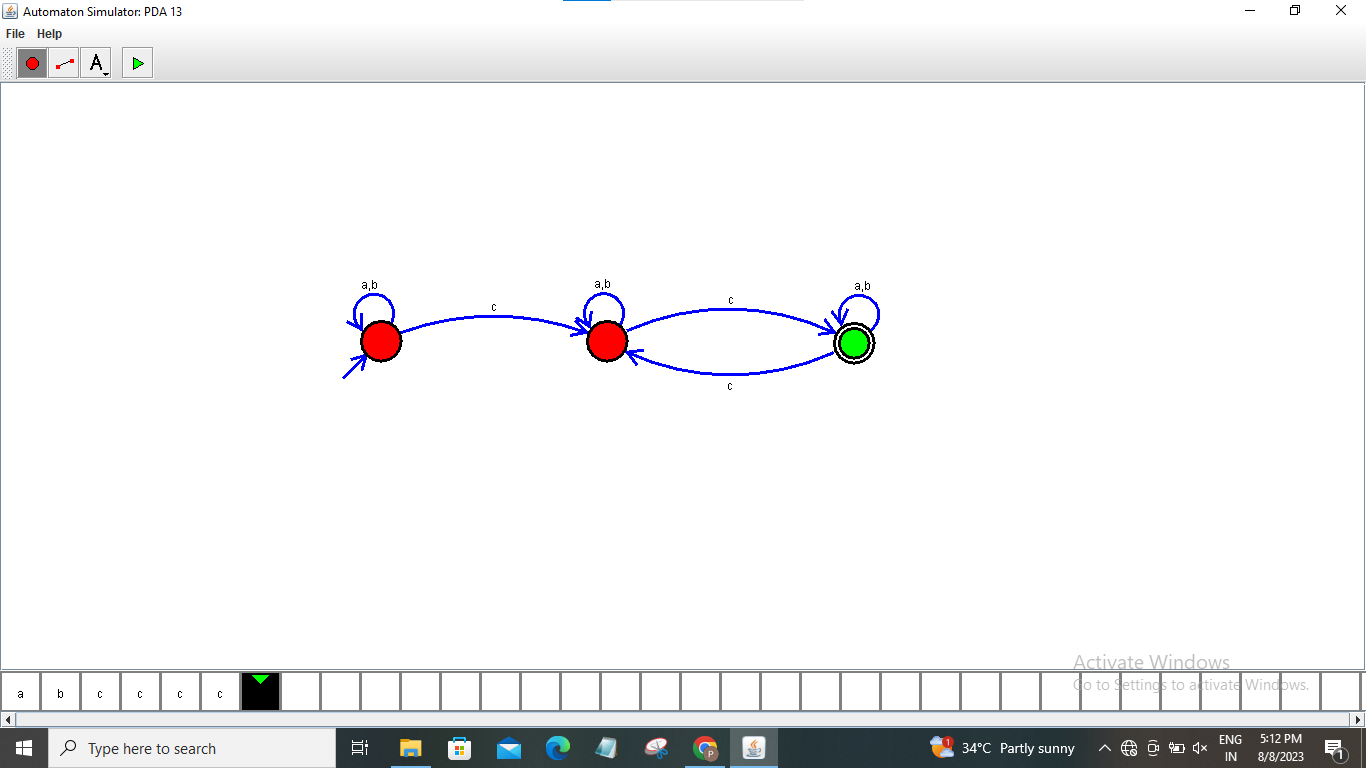 Automaton Simulator: PDA 13
File Help
A
a,b
a,b
a,b
c
c
c
a b c c c c
Activate Windows
Go to Settings to activate Windows.
Type here to search
1
P
34°C Partly sunny
ENG
IN
5:12 PM
8/8/2023
1